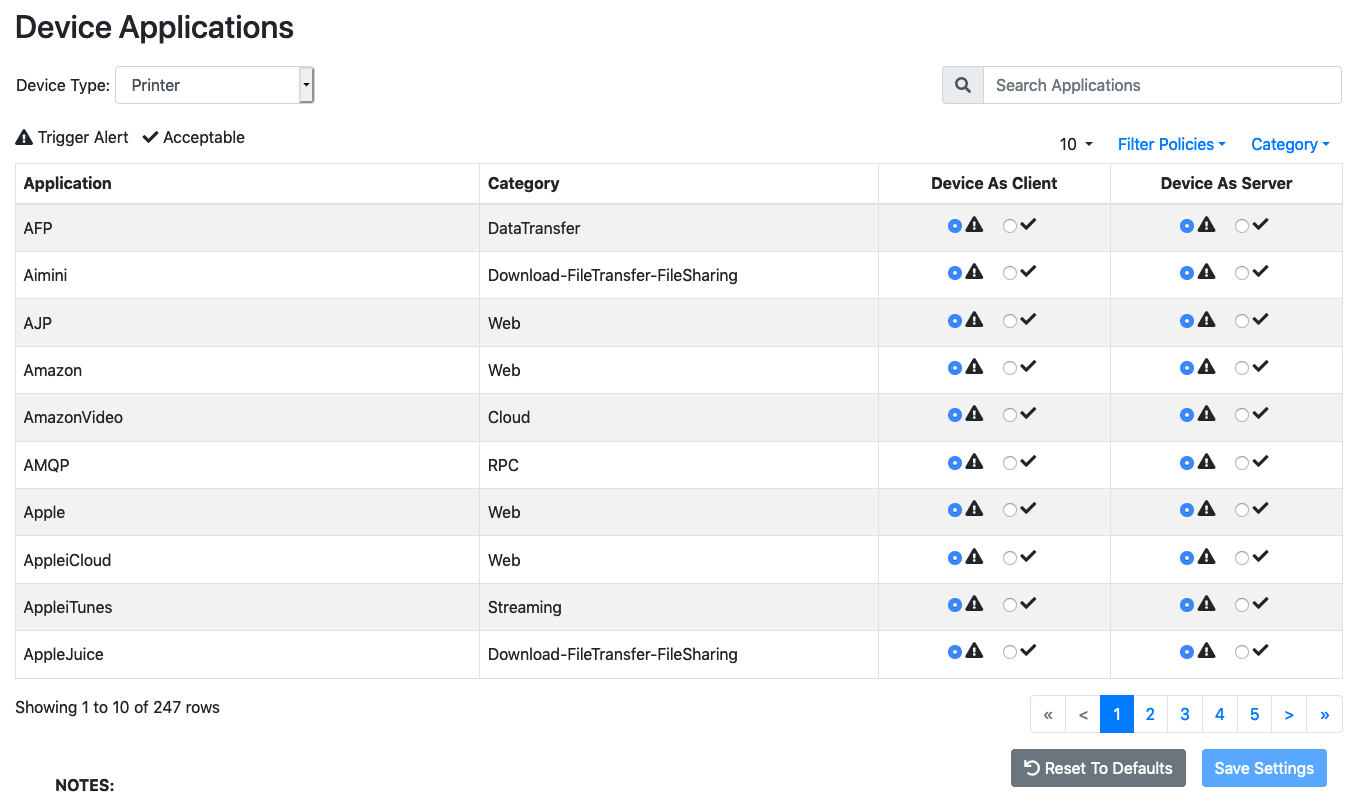 Device Applications
Device Type: Printer
Search Applications
Trigger Alert Acceptable
10 Filter Policies Category
Application Category Device As Client Device As Server
AFP DataTransfer
Aimini Download-FileTransfer-FileSharing
AJP Web
Amazon Web
AmazonVideo Cloud
AMQP RPC
Apple Web
AppleiCloud Web
AppleiTunes Streaming
AppleJuice Download-FileTransfer-FileSharing
Showing 1 to 10 of 247 rows
« < 1 2 3 4 5 > »
Reset To Defaults Save Settings
NOTES: